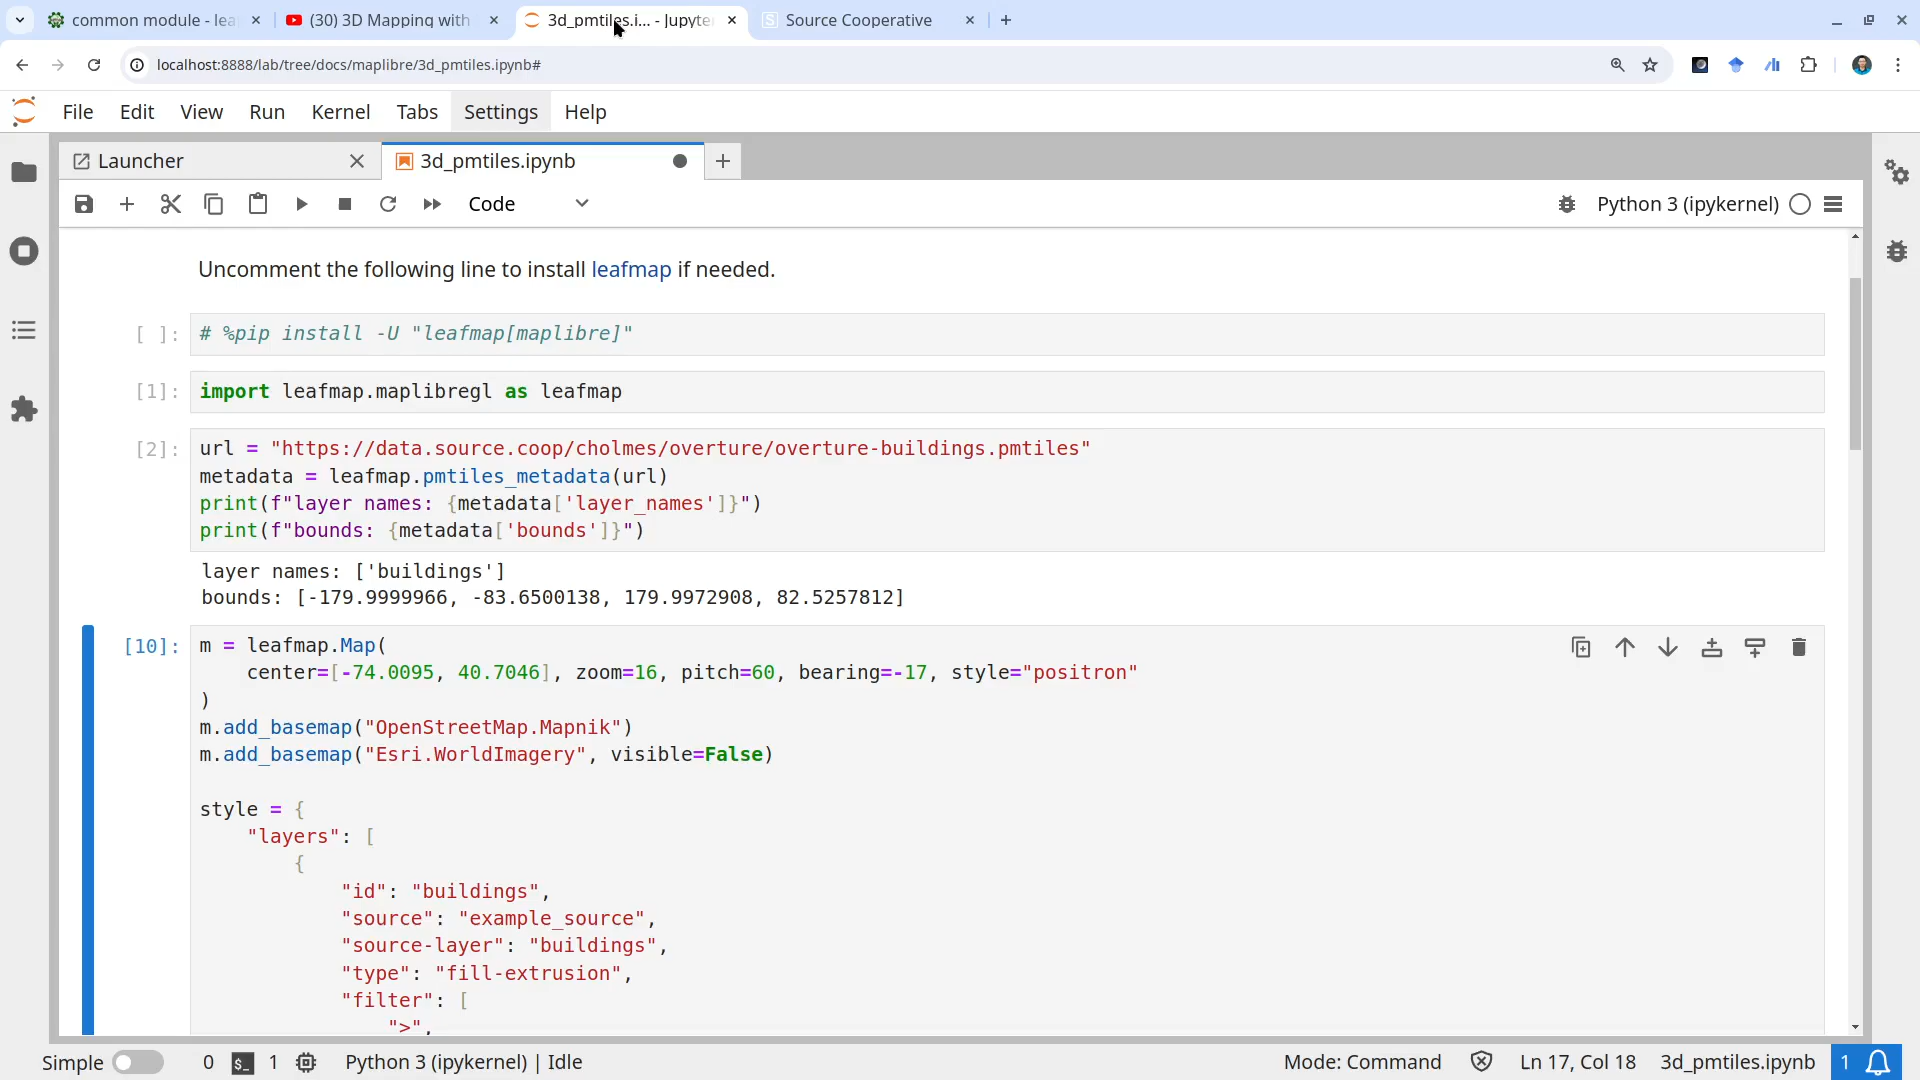 common module - lea
(30) 3D Mapping with
3d_pmtiles.i... - Jupyte
Source Cooperative
localhost:8888/lab/tree/docs/maplibre/3d_pmtiles.ipynb#
File Edit View Run Kernel Tabs Settings Help
Launcher
3d_pmtiles.ipynb
Code
Python 3 (ipykernel)
Uncomment the following line to install leafmap if needed.
[ ]: # %pip install -U "leafmap[maplibre]"
[1]: import leafmap.maplibregl as leafmap
[2]: url = "https://data.source.coop/cholmes/overture/overture-buildings.pmtiles"
metadata = leafmap.pmtiles_metadata(url)
print(f"layer names: {metadata['layer_names']}")
print(f"bounds: {metadata['bounds']}")
layer names: ['buildings']
bounds: [-179.9999966, -83.6500138, 179.9972908, 82.5257812]
[10]: m = leafmap.Map(
center=[-74.0095, 40.7046], zoom=16, pitch=60, bearing=-17, style="positron"
)
m.add_basemap("OpenStreetMap.Mapnik")
m.add_basemap("Esri.WorldImagery", visible=False)
style = {
"layers": [
{
"id": "buildings",
"source": "example_source",
"source-layer": "buildings",
"type": "fill-extrusion",
"filter": [
">",
Simple 0 1 Python 3 (ipykernel) | Idle Mode: Command Ln 17, Col 18 3d_pmtiles.ipynb 1